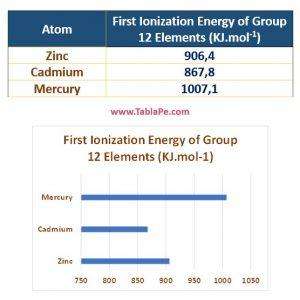 Atom
First Ionization Energy of Group
12 Elements (KJ.mol-1)
Zinc 906,4
Cadmium 867,8
Mercury 1007,1
www.TablaPe.com
First Ionization Energy of Group
12 Elements (KJ.mol-1)
Mercury
Cadmium
Zinc
750 800 850 900 950 1000 1050